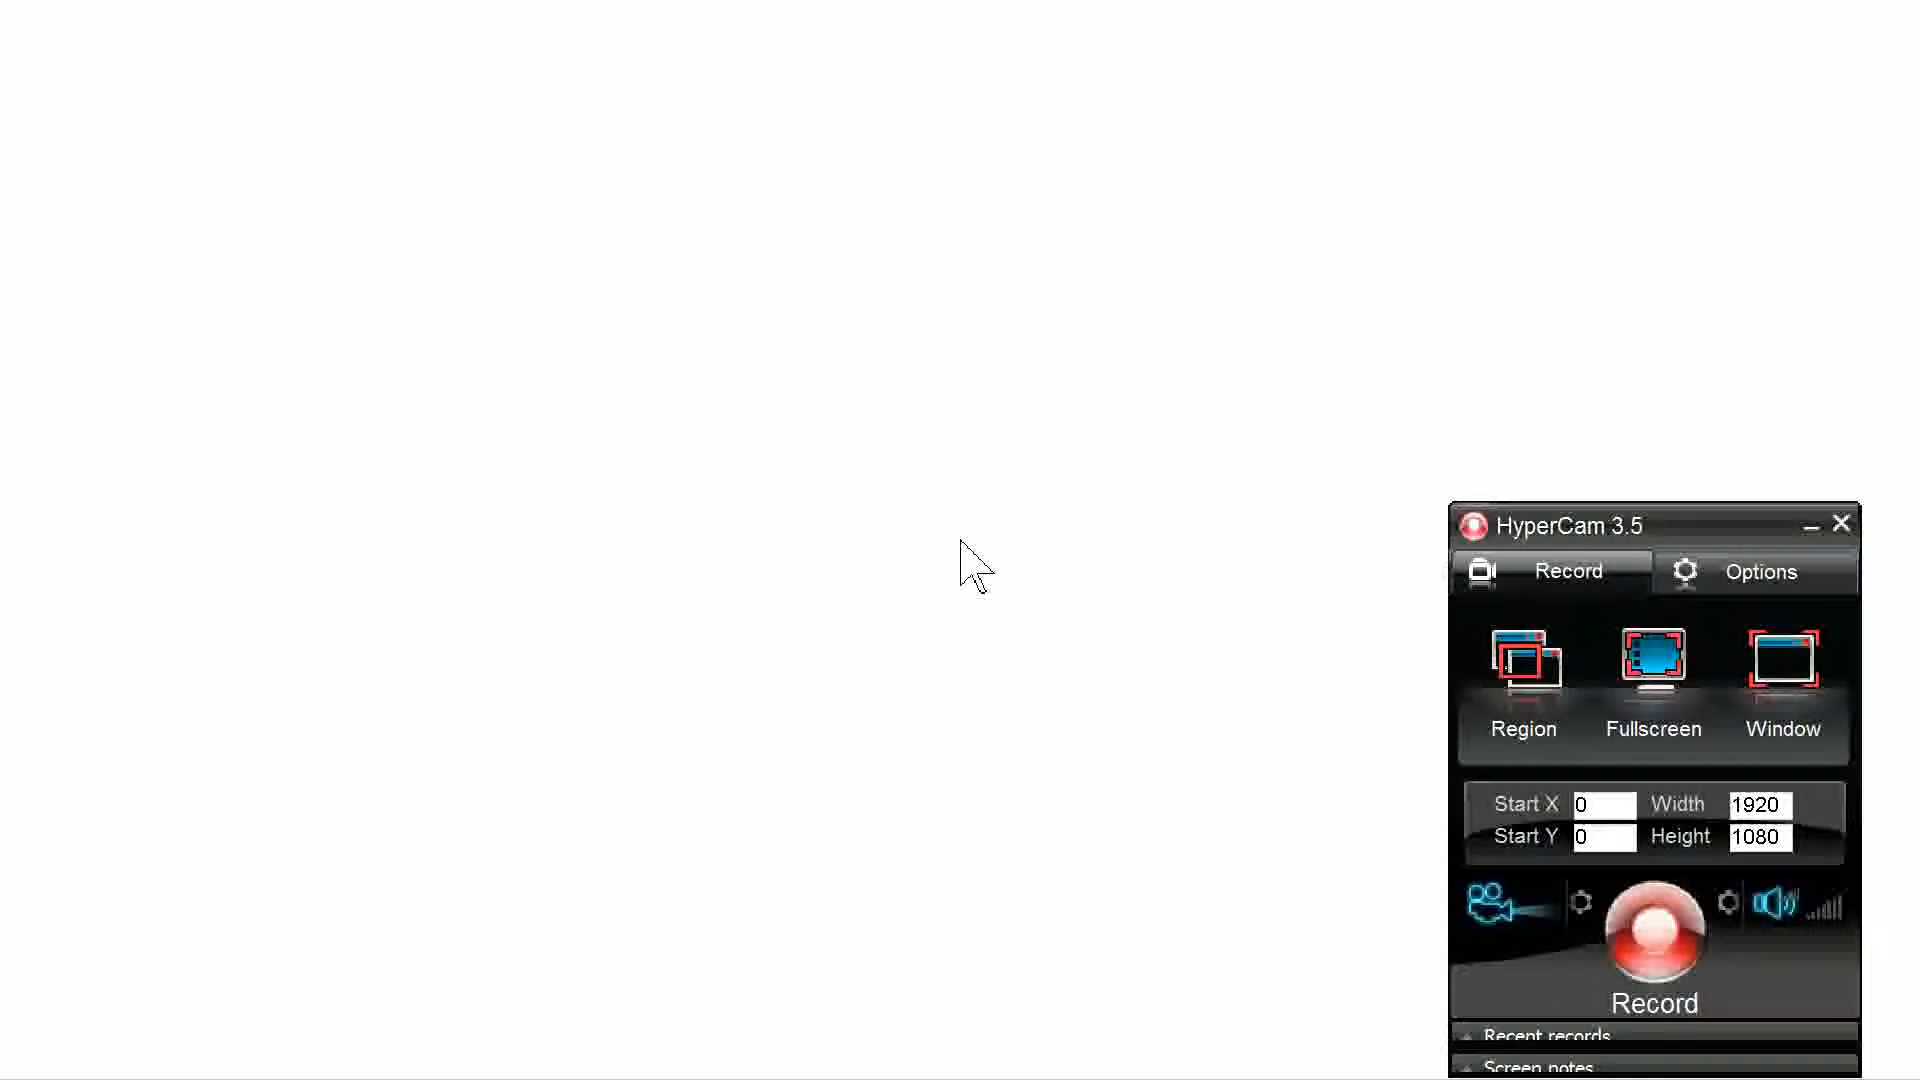 HyperCam 3.5
Record
Options
Region
Fullscreen
Window
Start X 0 Width 1920
Start Y 0 Height 1080
Record
Recent records
Screen notes